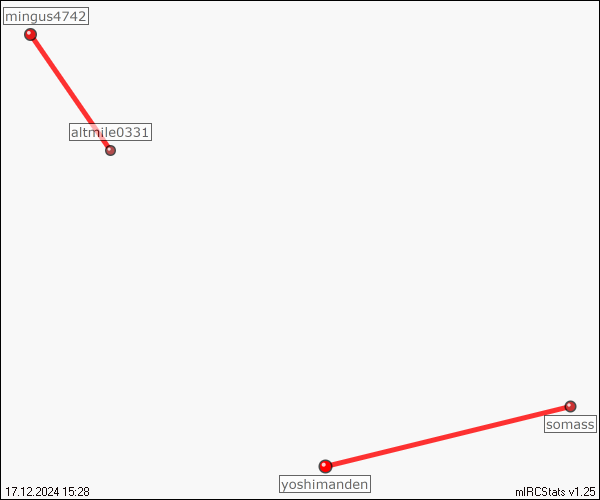 mingus4742
altmile0331
somass
yoshimanden
17.12.2024 15:28
mIRCStats v1.25